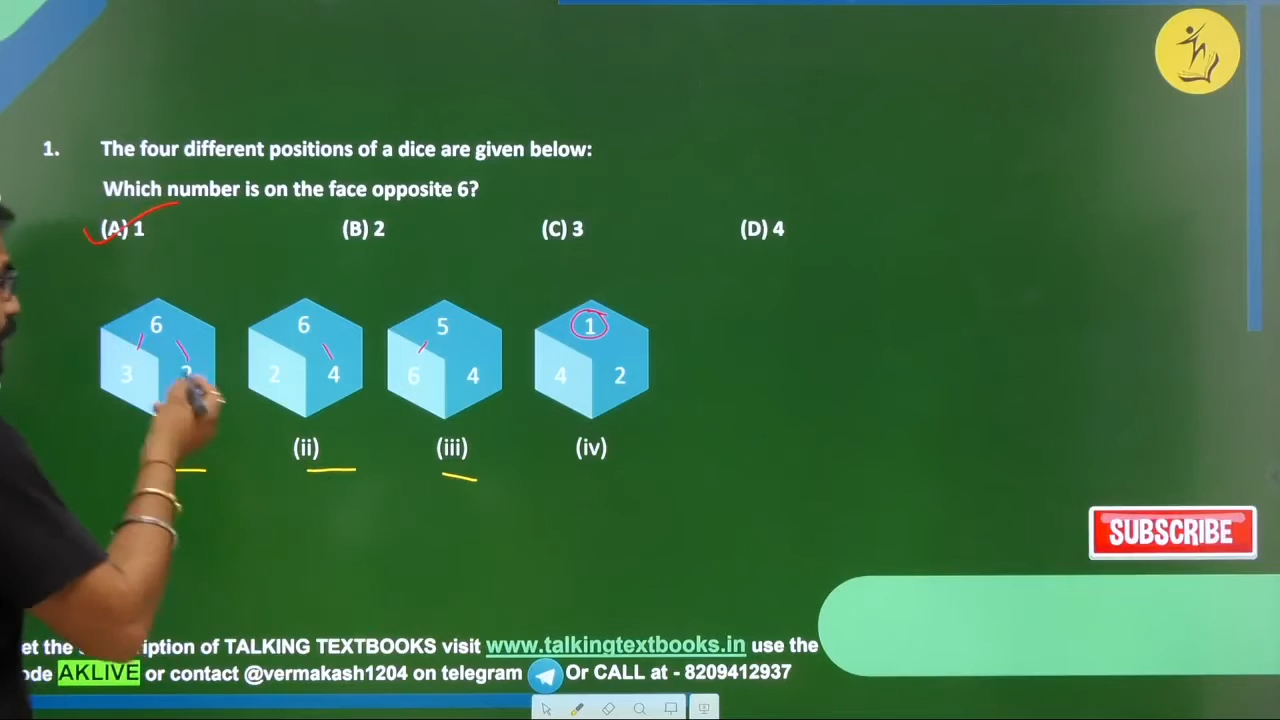 1. The four different positions of a dice are given below:
Which number is on the face opposite 6?
(A) 1 (B) 2 (C) 3 (D) 4
6 6 5 1
3 2 4 6 4 4 2
(ii) (iii) (iv)
SUBSCRIBE
of TALKING TEXTBOOKS visit www.talkingtextbooks.in use the
AKLIVE or contact @vermakash1204 on telegram Or CALL at - 8209412937